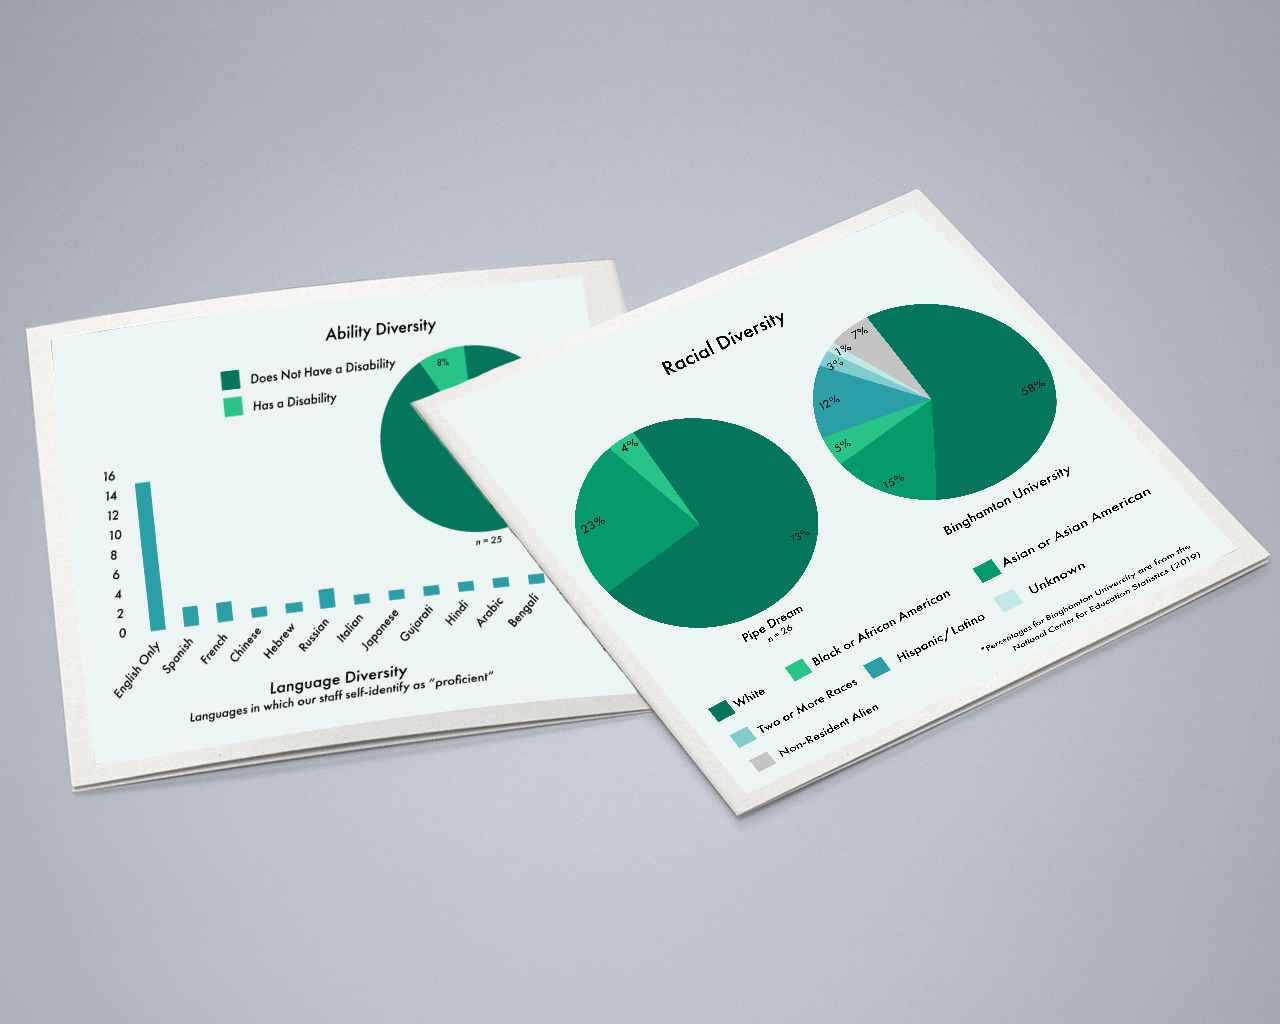 Ability Diversity
Does Not Have a Disability
Has a Disability
8%
n = 25
16
14
12
10
8
6
4
2
0
English Only
Spanish
French
Chinese
Hebrew
Russian
Italian
Japanese
Gujarati
Hindi
Arabic
Bengali
Language Diversity
Languages in which our staff self-identify as “proficient”
Racial Diversity
4%
23%
73%
Pipe Dream
n = 26
7%
1%
3%
12%
5%
15%
58%
Binghamton University
White
Black or African American
Asian or Asian American
Two or More Races
Hispanic/ Latino
Unknown
Non-Resident Alien
*Percentages for Binghamton University are from the
National Center for Education Statistics (2019)